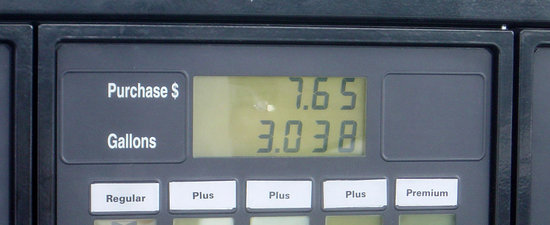 Purchase $ 7.65
Gallons 3.038
Regular Plus Plus Plus Premium